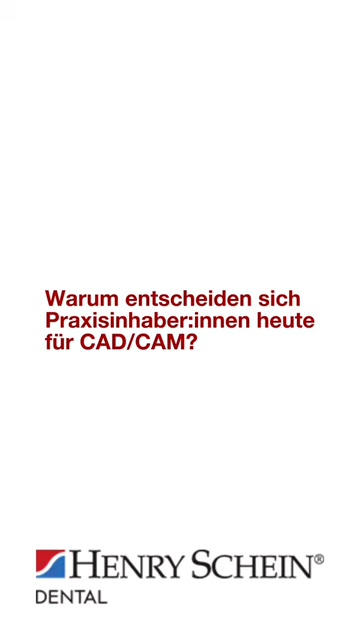 Warum entscheiden sich
Praxisinhaber:innen heute
für CAD/CAM?
HENRY SCHEIN®
DENTAL